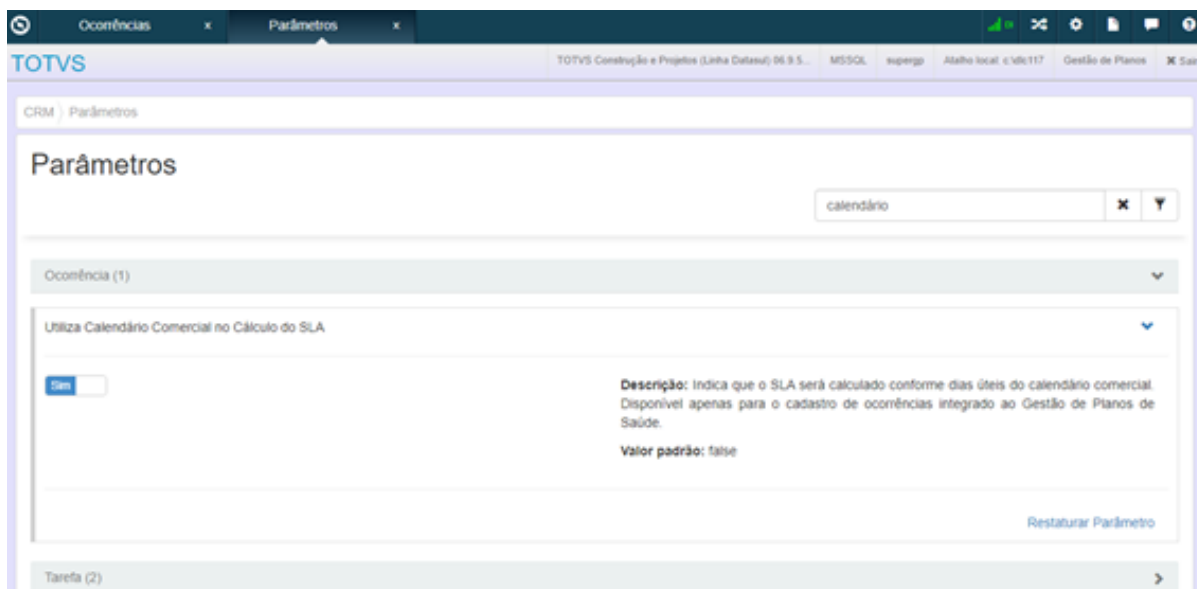 Ocorrências x Parâmetros x
TOTVS
TOTVS Construção e Projetos (Linha Datasul) 06.9.5... MSSQL supergp Atalho local: c:\dlc117 Gestão de Planos Sair
CRM Parâmetros
Parâmetros
calendário
Ocorrência (1)
Utiliza Calendário Comercial no Cálculo do SLA
Sim
Descrição: Indica que o SLA será calculado conforme dias úteis do calendário comercial.
Disponível apenas para o cadastro de ocorrências integrado ao Gestão de Planos de
Saúde.
Valor padrão: false
Restaturar Parâmetro
Tarefa (2)